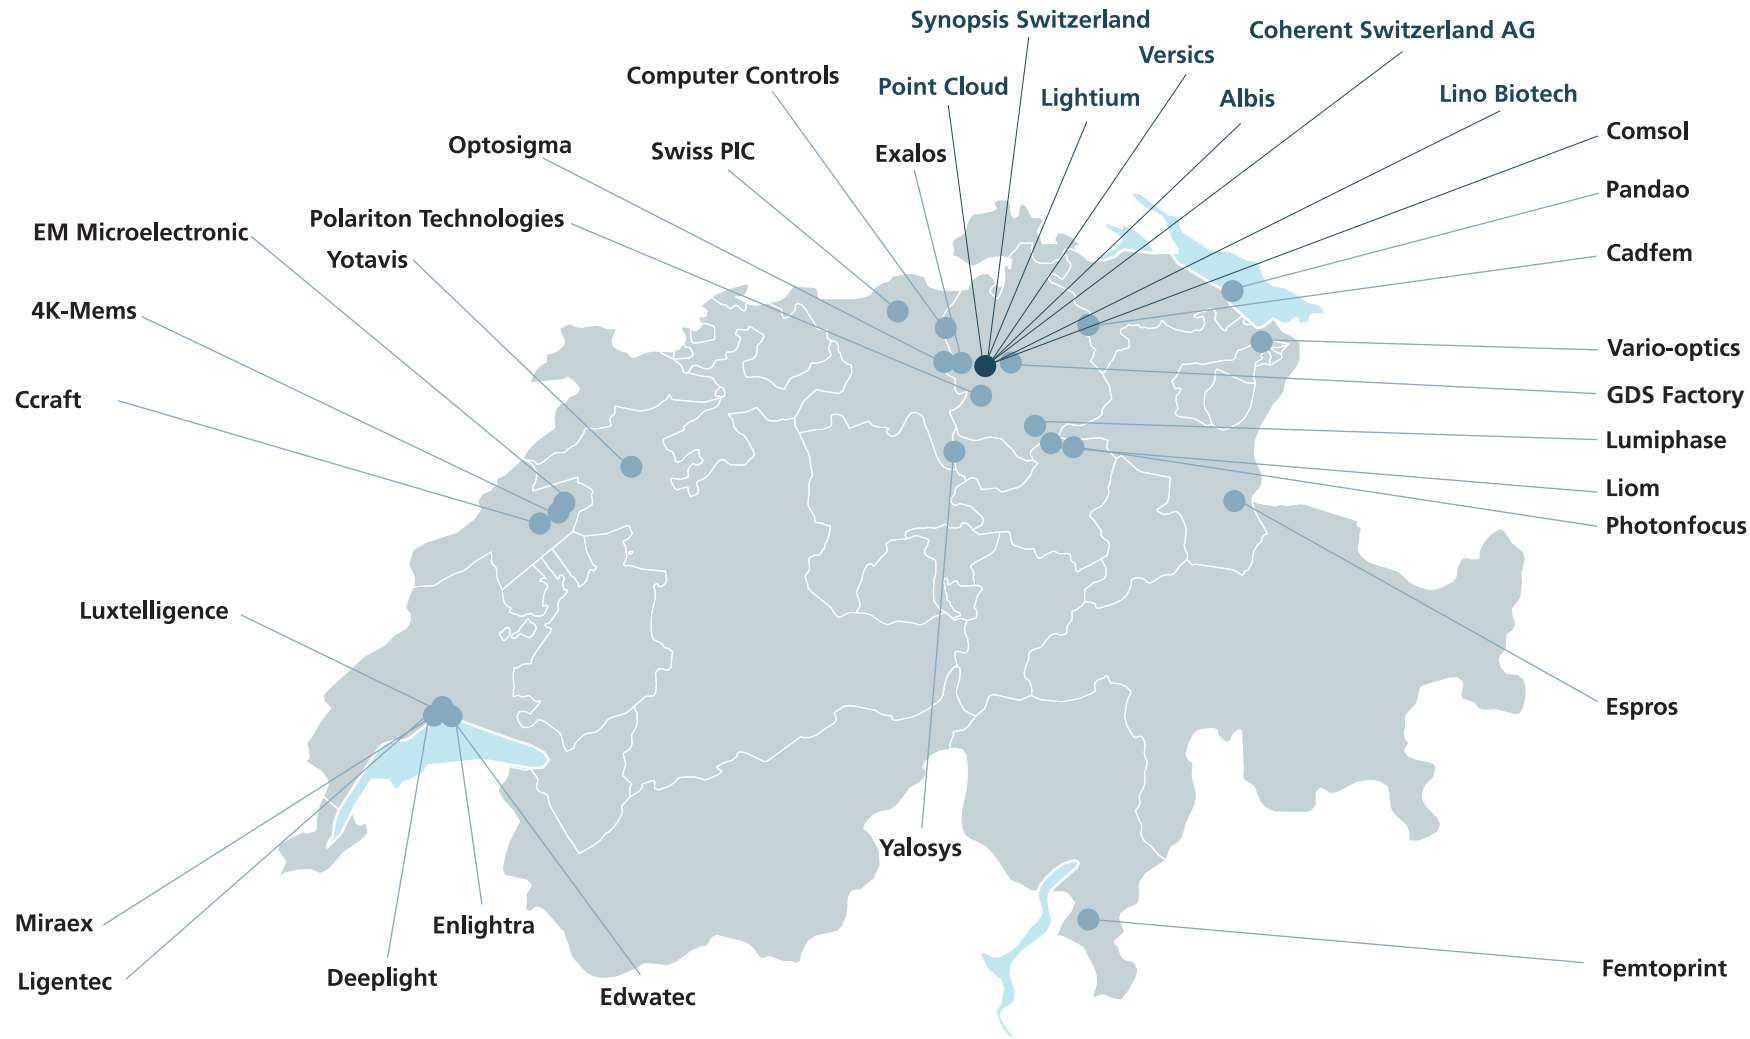 Synopsis Switzerland
Coherent Switzerland AG
Versics
Computer Controls
Point Cloud
Lightium
Albis
Lino Biotech
Comsol
Optosigma
Swiss PIC
Exalos
Pandao
Polariton Technologies
EM Microelectronic
Yotavis
Cadfem
4K-Mems
Vario-optics
Ccraft
GDS Factory
Lumiphase
Liom
Photonfocus
Luxtelligence
Espros
Yalosys
Miraex
Enlightra
Ligentec
Deeplight
Edwatec
Femtoprint